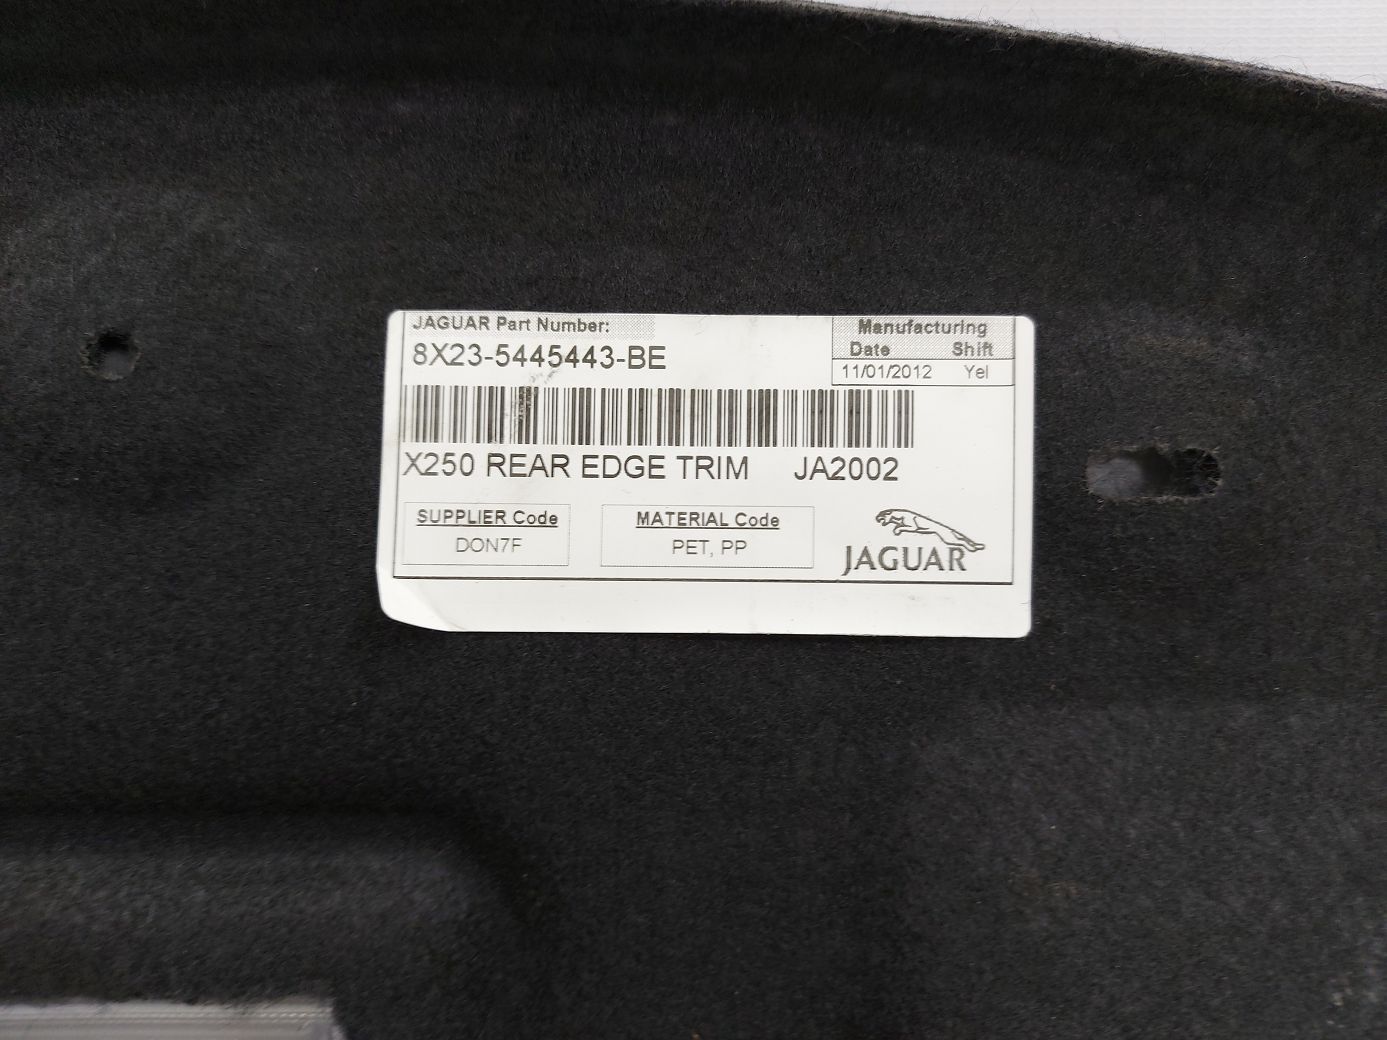 JAGUAR Part Number:
8X23-5445443-BE
Manufacturing
Date Shift
11/01/2012 Yel
X250 REAR EDGE TRIM JA2002
SUPPLIER Code
DON7F
MATERIAL Code
PET, PP
JAGUAR